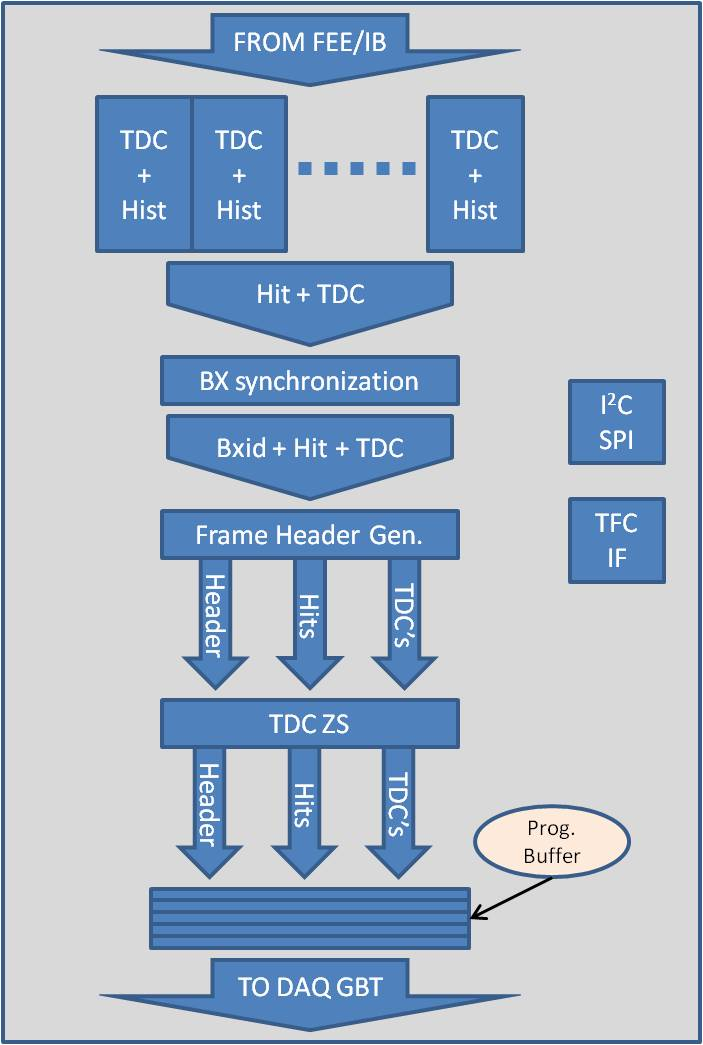 FROM FEE/IB
TDC
+
Hist
TDC
+
Hist
TDC
+
Hist
Hit + TDC
BX synchronization
Bxid + Hit + TDC
I²C
SPI
Frame Header Gen.
TFC
IF
Header
Hits
TDC's
TDC ZS
Header
Hits
TDC's
Prog.
Buffer
TO DAQ GBT